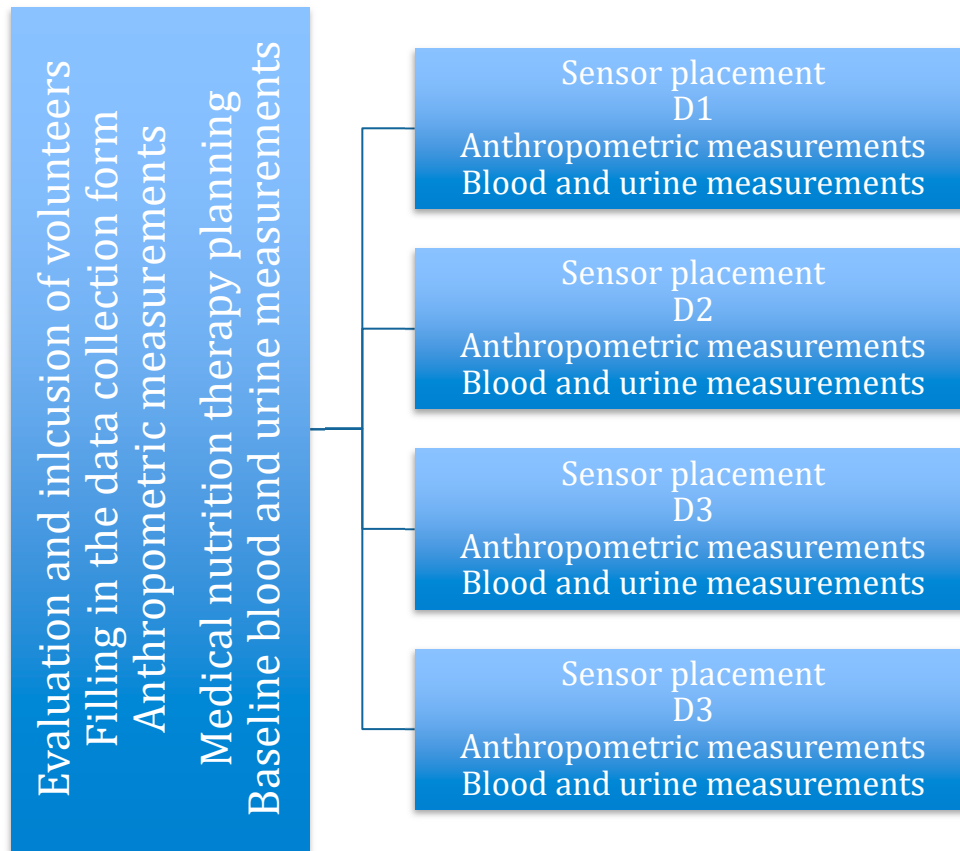 Evaluation and inlcusion of volunteers
Filling in the data collection form
Anthropometric measurements
Medical nutrition therapy planning
Baseline blood and urine measurements
Sensor placement
D1
Anthropometric measurements
Blood and urine measurements
Sensor placement
D2
Anthropometric measurements
Blood and urine measurements
Sensor placement
D3
Anthropometric measurements
Blood and urine measurements
Sensor placement
D3
Anthropometric measurements
Blood and urine measurements